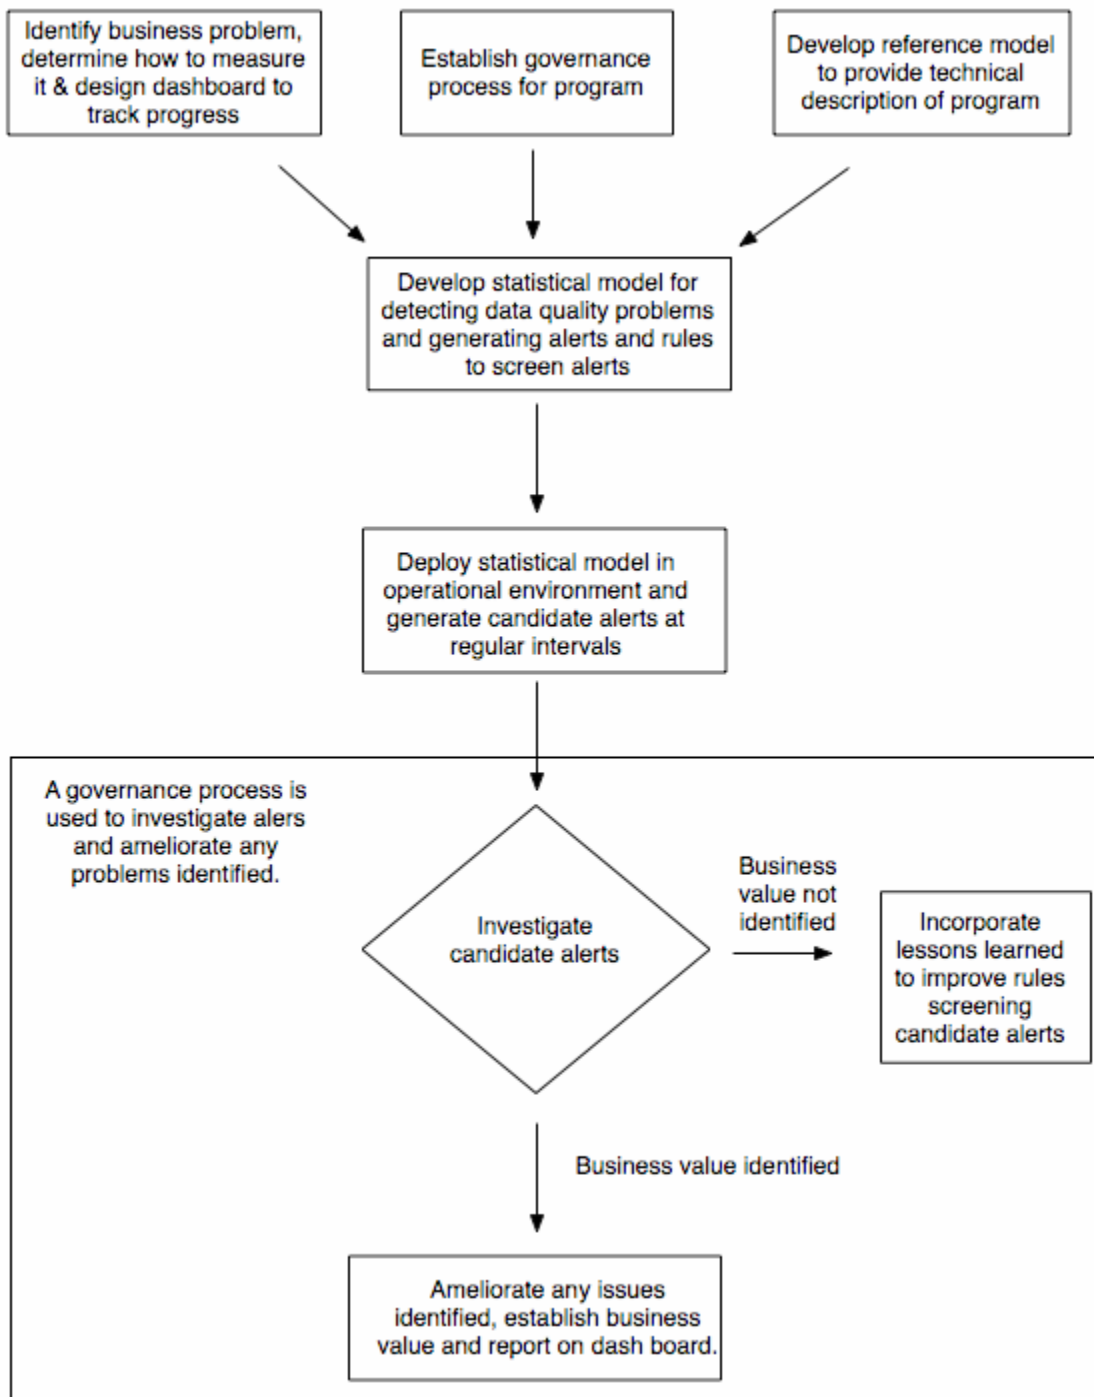 Identify business problem,
determine how to measure
it & design dashboard to
track progress
Establish governance
process for program
Develop reference model
to provide technical
description of program
Develop statistical model for
detecting data quality problems
and generating alerts and rules
to screen alerts
Deploy statistical model in
operational environment and
generate candidate alerts at
regular intervals
A governance process is
used to investigate alers
and ameliorate any
problems identified.
Investigate
candidate alerts
Business
value not
identified
Incorporate
lessons learned
to improve rules
screening
candidate alerts
Business value identified
Ameliorate any issues
identified, establish business
value and report on dash board.